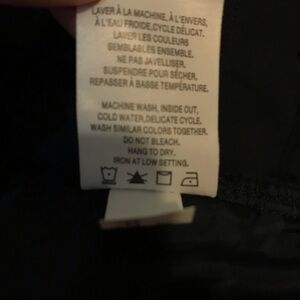 LAVER À LA MACHINE, À L'ENVERS,
À L'EAU FROIDE, CYCLE DÉLICAT.
LAVER LES COULEURS
SEMBLABLES ENSEMBLE.
NE PAS JAVELLISER.
SUSPENDRE POUR SÉCHER.
REPASSER À BASSE TEMPÉRATURE.
MACHINE WASH, INSIDE OUT,
COLD WATER, DELICATE CYCLE.
WASH SIMILAR COLORS TOGETHER.
DO NOT BLEACH.
HANG TO DRY.
IRON AT LOW SETTING.